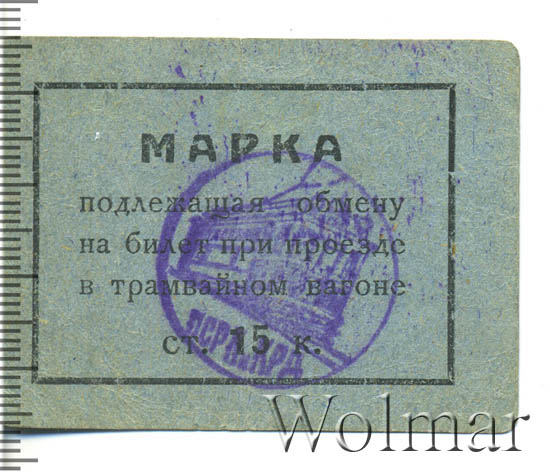 МАРКА
подлежащая обмену
на билет при проезде
в трамвайном вагоне
ст. 15 к.
Wolmar